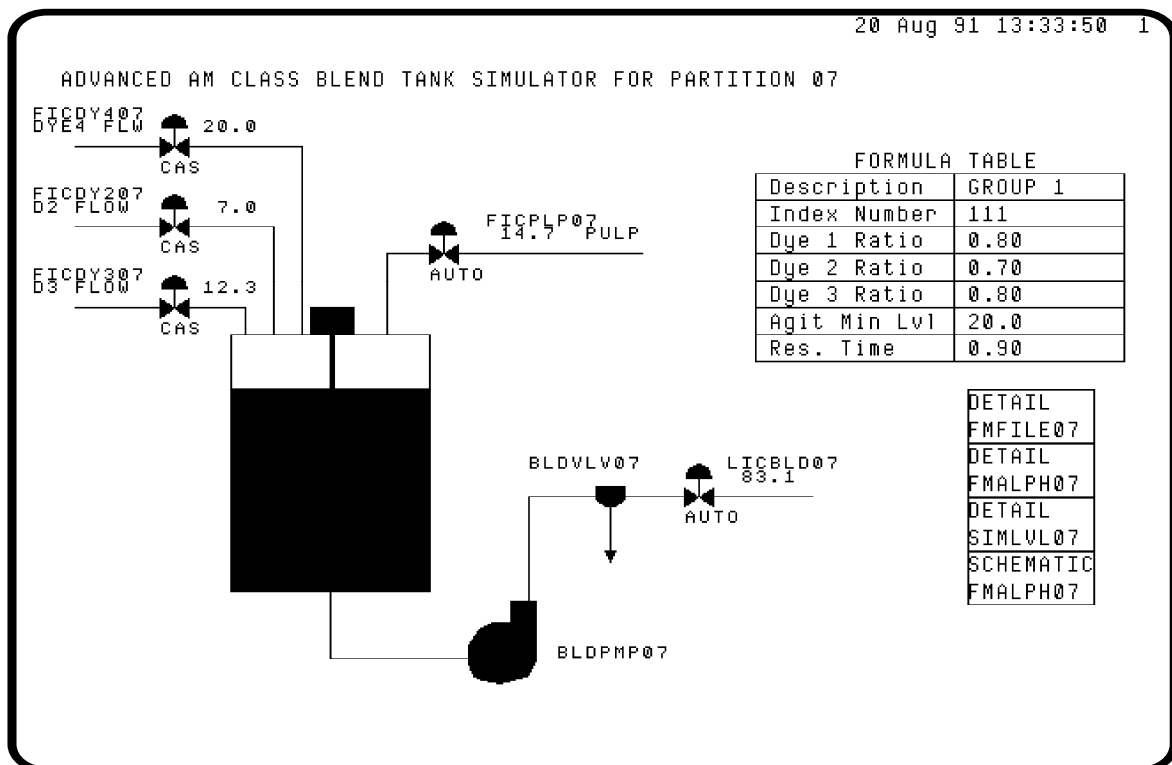 20 Aug 91 13:33:50 1
ADVANCED AM CLASS BLEND TANK SIMULATOR FOR PARTITION 07
FICDY407
DYE4 FLW 20.0
CAS
FICDY207
D2 FLOW 7.0
CAS
FICDY307
D3 FLOW 12.3
CAS
FICPLP07
14.7 PULP
AUTO
FORMULA TABLE
Description GROUP 1
Index Number 111
Dye 1 Ratio 0.80
Dye 2 Ratio 0.70
Dye 3 Ratio 0.80
Agit Min Lvl 20.0
Res. Time 0.90
DETAIL
FMFILE07
DETAIL
FMALPH07
DETAIL
SIMLVL07
SCHEMATIC
FMALPH07
BLDVLV07
LICBLD07
83.1
AUTO
BLDPMP07